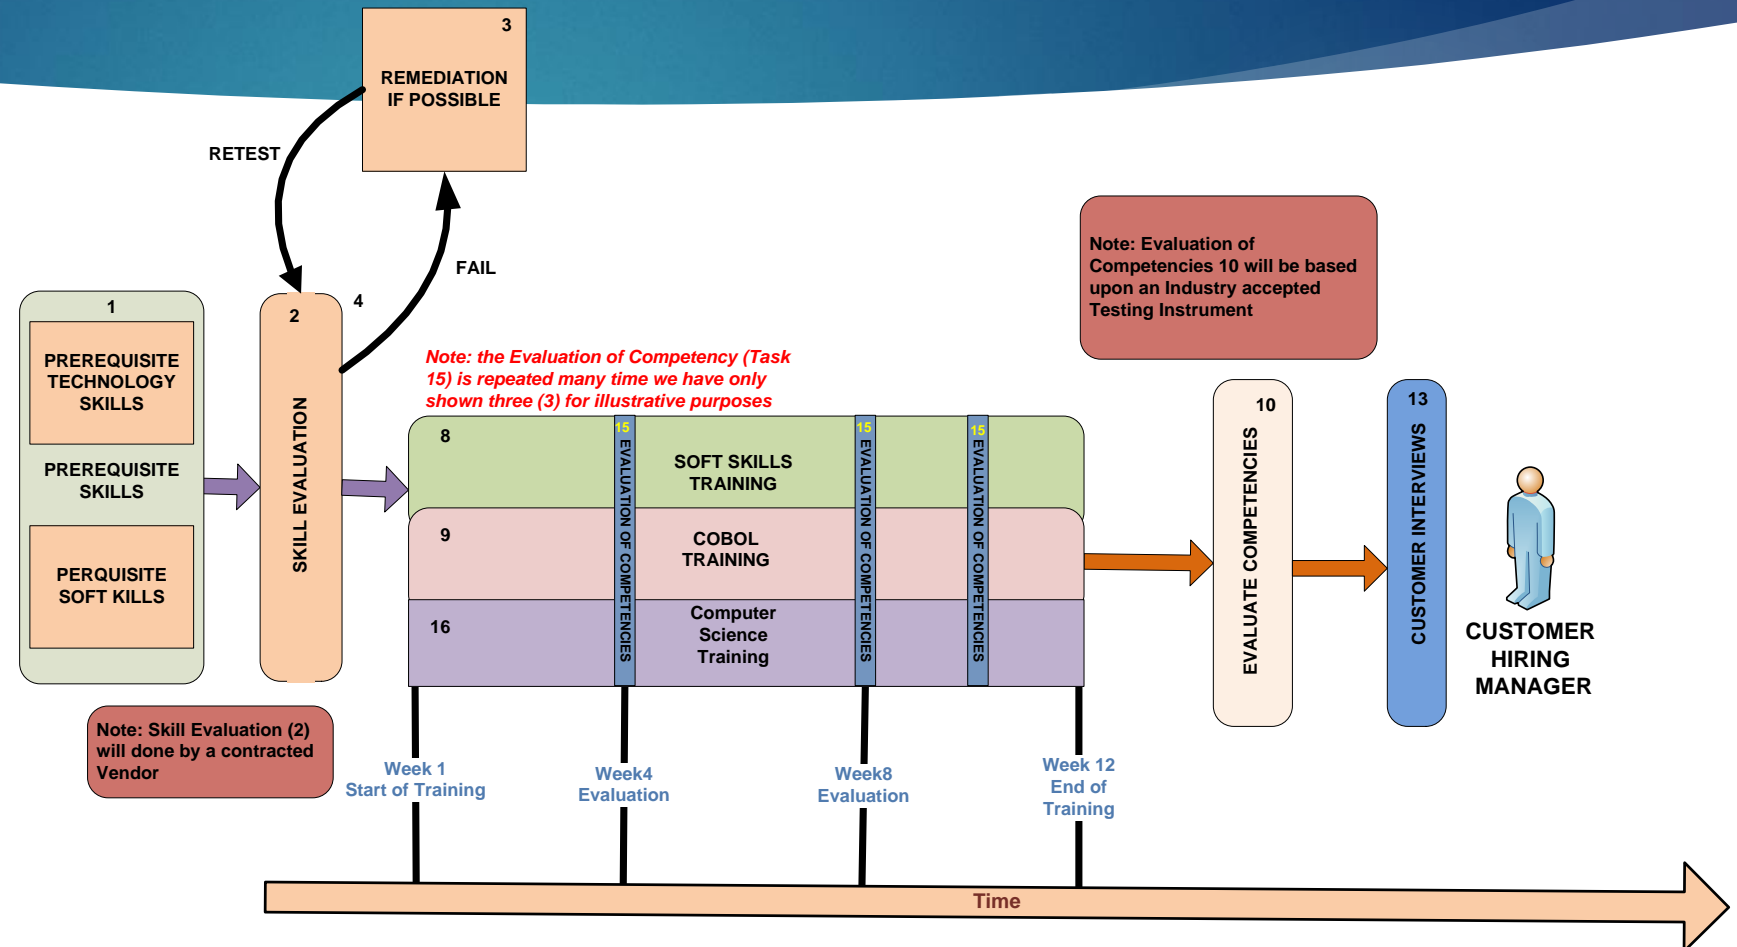 3
REMEDIATION
IF POSSIBLE
RETEST
FAIL
1
PREREQUISITE
TECHNOLOGY
SKILLS
PREREQUISITE
SKILLS
PERQUISITE
SOFT KILLS
2
SKILL EVALUATION
4
Note: Skill Evaluation (2)
will done by a contracted
Vendor
Note: the Evaluation of Competency (Task
15) is repeated many time we have only
shown three (3) for illustrative purposes
8
SOFT SKILLS
TRAINING
9
COBOL
TRAINING
16
Computer
Science
Training
15
EVALUATION OF COMPETENCIES
15
EVALUATION OF COMPETENCIES
15
EVALUATION OF COMPETENCIES
Note: Evaluation of
Competencies 10 will be based
upon an Industry accepted
Testing Instrument
10
EVALUATE COMPETENCIES
13
CUSTOMER INTERVIEWS
CUSTOMER
HIRING
MANAGER
Week 1
Start of Training
Week4
Evaluation
Week8
Evaluation
Week 12
End of
Training
Time